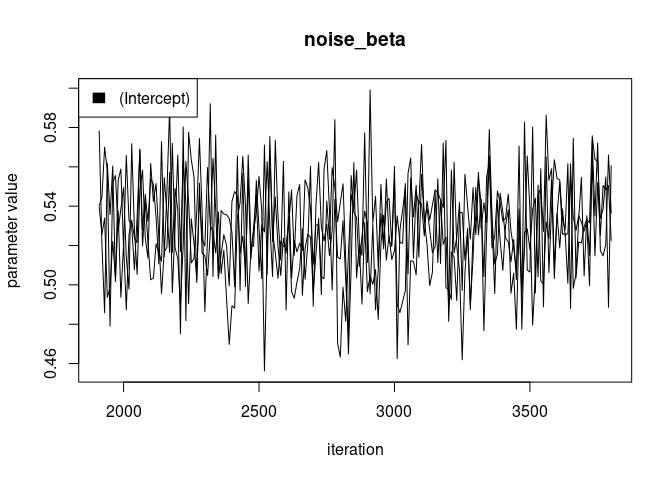 noise_beta
(Intercept)
parameter value
0.58
0.54
0.50
0.46
2000 2500 3000 3500
iteration